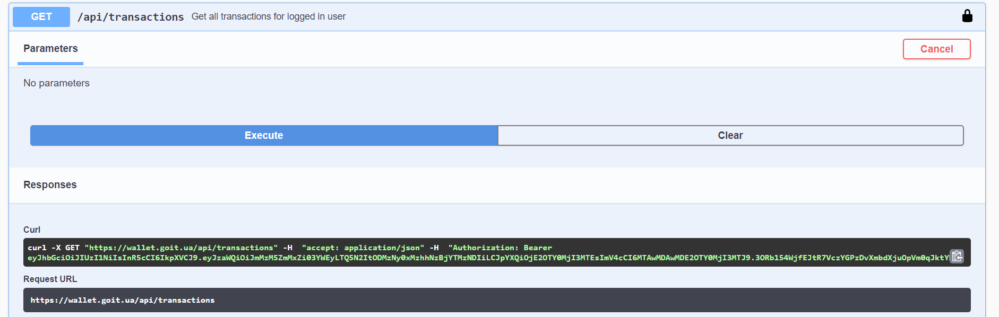 GET /api/transactions Get all transactions for logged in user
Parameters Cancel
No parameters
Execute Clear
Responses
Curl
curl -X GET "https://wallet.goit.ua/api/transactions" -H  "accept: application/json" -H  "Authorization: Bearer
eyJhbGciOiJIUzI1NiIsInR5cCI6IkpXVCJ9.eyJzaWQiOiJmMzM5ZmMxZi03YWEyLTQ5N2ItODMzNy0xMzhhNzBjYTMzNDIiLCJpYXQiOjE2OTY0MjI3MTEsImV4cCI6MTAwMDAwMDE2OTY0MjI3MTJ9.3ORb154WjfEJtR7VczYGPzDvXmbdXjuOpVm0qJktY
Request URL
https://wallet.goit.ua/api/transactions